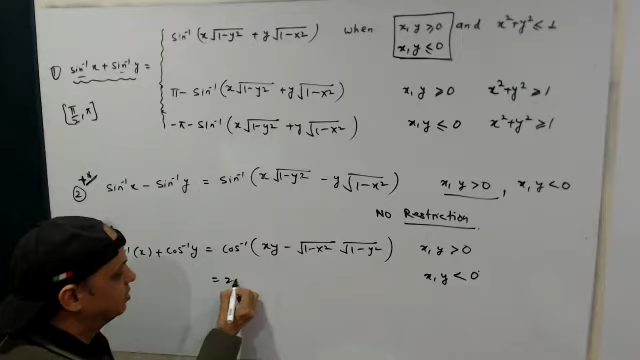 sin⁻¹(x√1-y² + y√1-x²) when x, y ⩾ 0 and x²+y² ≤ 1
x, y ≤ 0
① sin⁻¹x + sin⁻¹y =
π - sin⁻¹(x√1-y² + y√1-x²) x, y ⩾ 0 x²+y² ⩾ 1
-π - sin⁻¹(x√1-y² + y√1-x²) x, y ≤ 0 x²+y² ⩾ 1
② sin⁻¹x - sin⁻¹y = sin⁻¹(x√1-y² - y√1-x²) x, y > 0 , x, y < 0
No Restriction
⁻¹(x) + cos⁻¹y = cos⁻¹(xy - √1-x² √1-y²) x, y > 0
= 2 x, y < 0